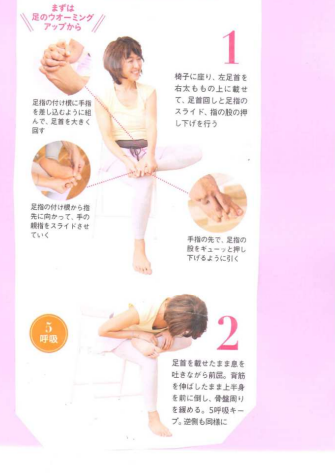 まずは
足のウオーミング
アップから
1
椅子に座り、左足首を
右太ももの上に載せ
て、足首回しと足指の
スライド、指の股の押
し下げを行う
足指の付け根に手指
を差し込むように組
んで、足首を大きく
回す
足指の付け根から指
先に向かって、手の
親指をスライドさせ
ていく
手指の先で、足指の
股をギューッと押し
下げるように引く
5
呼吸
2
足首を載せたまま息を
吐きながら前屈。背筋
を伸ばしたまま上半身
を前に倒し、骨盤周り
を緩める。5呼吸キー
プ。逆側も同様に